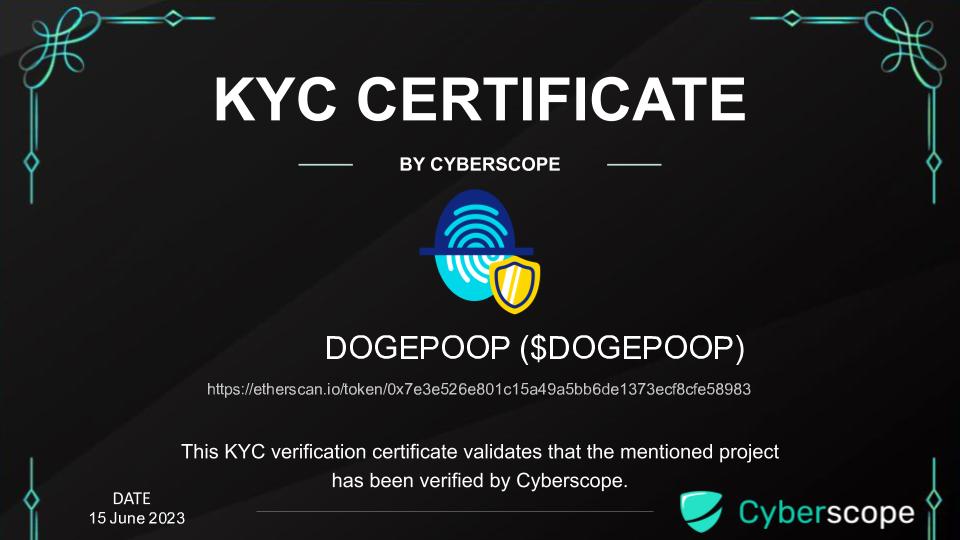 KYC CERTIFICATE
BY CYBERSCOPE
DOGEPOOP ($DOGEPOOP)
https://etherscan.io/token/0x7e3e526e801c15a49a5bb6de1373ecf8cfe58983
This KYC verification certificate validates that the mentioned project
has been verified by Cyberscope.
DATE
15 June 2023
Cyberscope